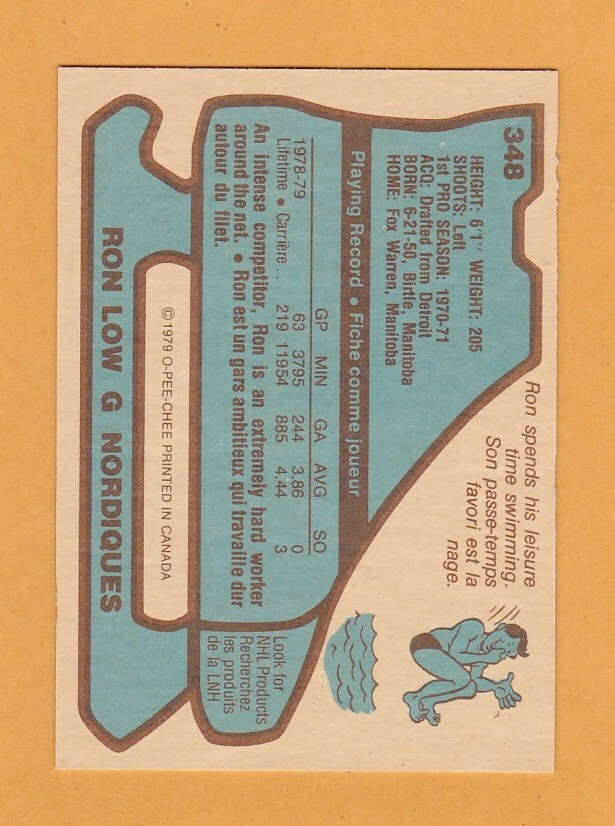 348
HEIGHT: 6'1" WEIGHT: 205
SHOOTS: Left
1st PRO SEASON: 1970-71
ACQ: Drafted from Detroit
BORN: 6-21-50, Birtle, Manitoba
HOME: Fox Warren, Manitoba
Ron spends his leisure
time swimming.
Son passe-temps
favori est la
nage.
Playing Record • Fiche comme joueur
GP MIN GA AVG SO
1978-79 63 3795 244 3.86 0
Lifetime • Carrière... 219 11954 885 4.44 3
An intense competitor, Ron is an extremely hard worker
around the net. • Ron est un gars ambitieux qui travaille dur
autour du filet.
Look for
NHL Products
Recherchez
les produits
de la LNH
© 1979 O-PEE-CHEE PRINTED IN CANADA
RON LOW G NORDIQUES